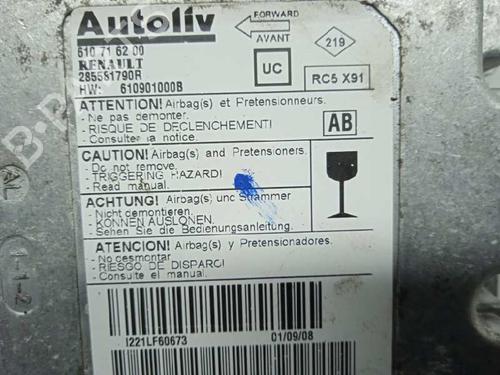 Autoliv
FORWARD
AVANT
610 71 62 00
RENAULT
285581790R
HW: 610901000B
UC
219
RC5 X91
ATTENTION! Airbag(s) et Pretensionneurs.
- Ne pas demonter.
- RISQUE DE DECLENCHEMENT!
- Consulter la notice.
AB
CAUTION! Airbag(s) and Pretensioners.
- Do not remove.
- TRIGGERING HAZARD!
- Read manual.
ACHTUNG! Airbag(s) und Strammer
- Nicht demontieren.
- KONNEN AUSLONEN.
- Sehen Sie die Bedienungsanleitung.
ATENCION! Airbag(s) y Pretensionadores.
- No desmontar
- RIESGO DE DISPARO!
- Consulte el manual.
I221LF60673
01/09/08